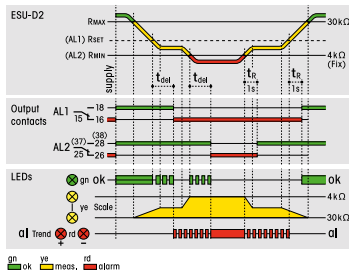 ESU-D2
RMAX
30kΩ
(AL1) RSET
(AL2) RMIN
4kΩ
(Fix)
supply
tdel
tdel
tR
1s
tR
1s
Output
contacts
AL1
18
15
16
(38)
AL2
(37)
28
25
26
LEDs
gn ok
ok
4kΩ
ye Scale
30kΩ
al Trend rd
+ -
al
gn ye rd
ok meas. alarm